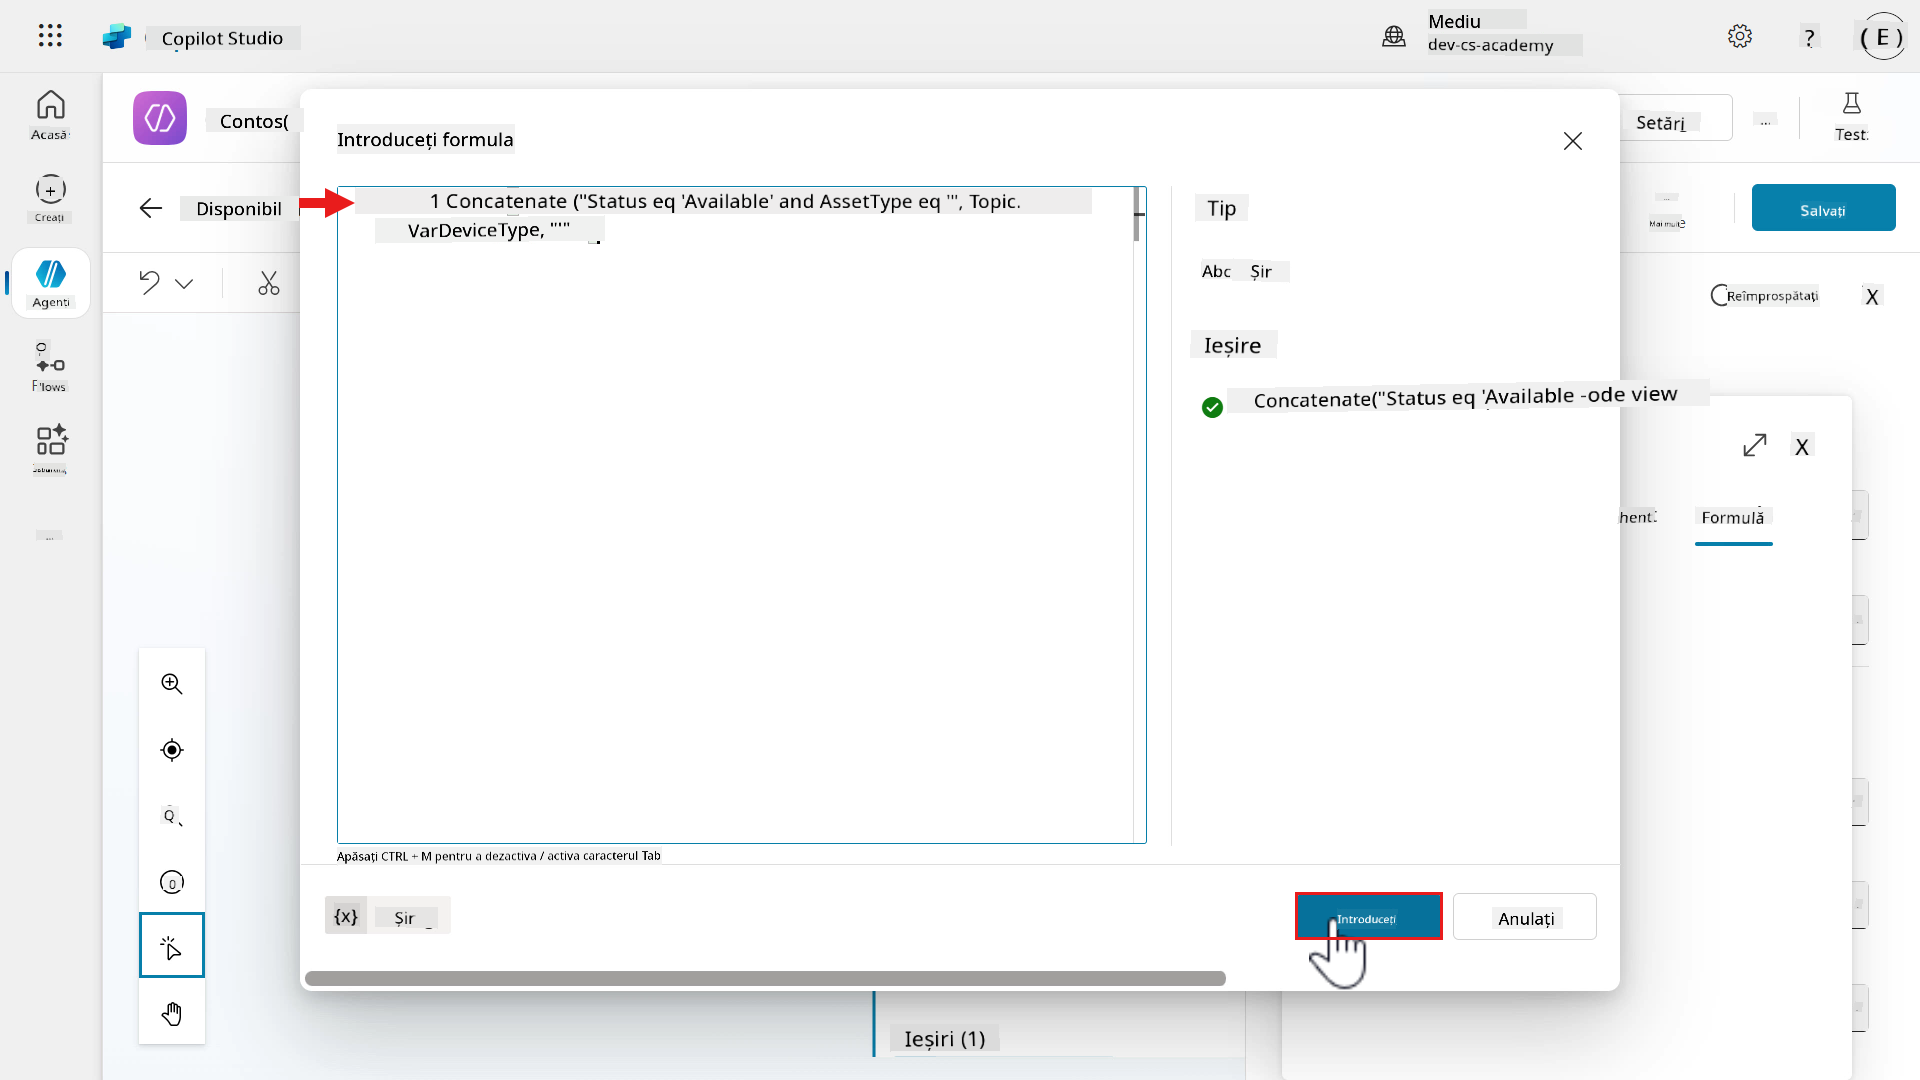 Copilot Studio
Mediu
dev-cs-academy
?
( E )
Acasă
Contos(
Introduceți formula
Setări
...
Test
Creați
Disponibil
1 Concatenate ("Status eq 'Available' and AssetType eq '", Topic.
VarDeviceType, "'"
Tip
...
Mai multe
Salvați
Abc Șir
Agenți
Reîmprospătați
X
Ieșire
Flows
Concatenate("Status eq 'Available -ode view
X
Formulă
...
Apăsați CTRL + M pentru a dezactiva / activa caracterul Tab
{x} Șir
Introduceți
Anulați
Ieșiri (1)